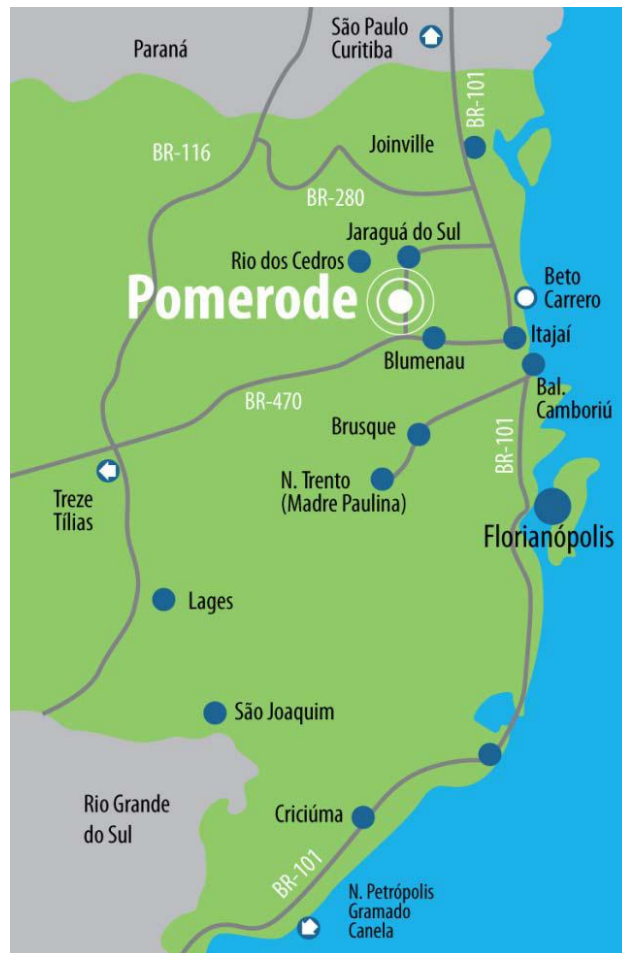 São Paulo
Curitiba
Paraná
BR-101
Joinville
BR-116
BR-280
Jaraguá do Sul
Rio dos Cedros
Pomerode
Beto
Carrero
Itajaí
Blumenau
Bal.
Camboriú
BR-470
Brusque
BR-101
N. Trento
(Madre Paulina)
Treze
Tílias
Florianópolis
Lages
São Joaquim
Rio Grande
do Sul
Criciúma
BR-101
N. Petrópolis
Gramado
Canela